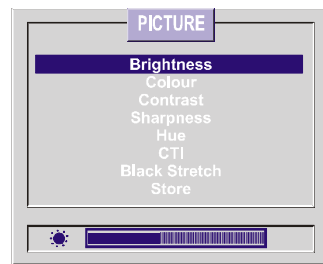 PICTURE
Brightness
Colour
Contrast
Sharpness
Hue
CTI
Black Stretch
Store